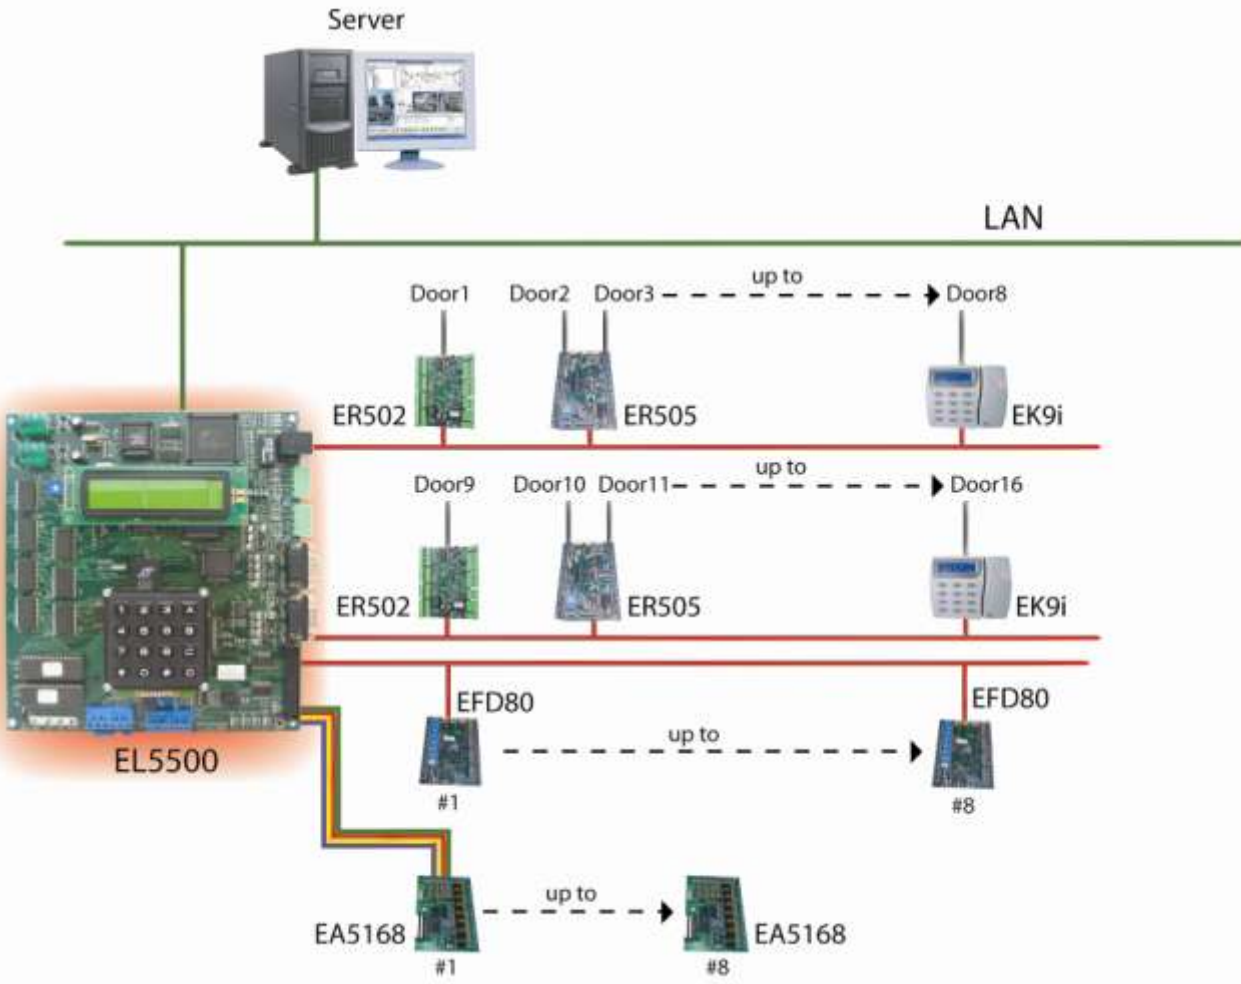 Server
LAN
up to
Door1 Door2 Door3 Door8
ER502 ER505 EK9i
up to
Door9 Door10 Door11 Door16
ER502 ER505 EK9i
EL5500
EFD80 EFD80
up to
#1 #8
up to
EA5168 EA5168
#1 #8